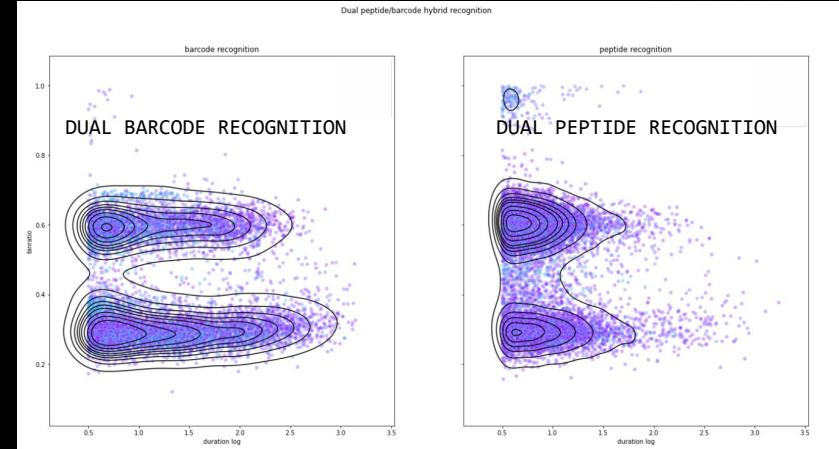 Dual peptide/barcode hybrid recognition
barcode recognition
DUAL BARCODE RECOGNITION
binratio
1.0
0.8
0.6
0.4
0.2
0.5 1.0 1.5 2.0 2.5 3.0 3.5
duration log
peptide recognition
DUAL PEPTIDE RECOGNITION
0.5 1.0 1.5 2.0 2.5 3.0 3.5
duration log